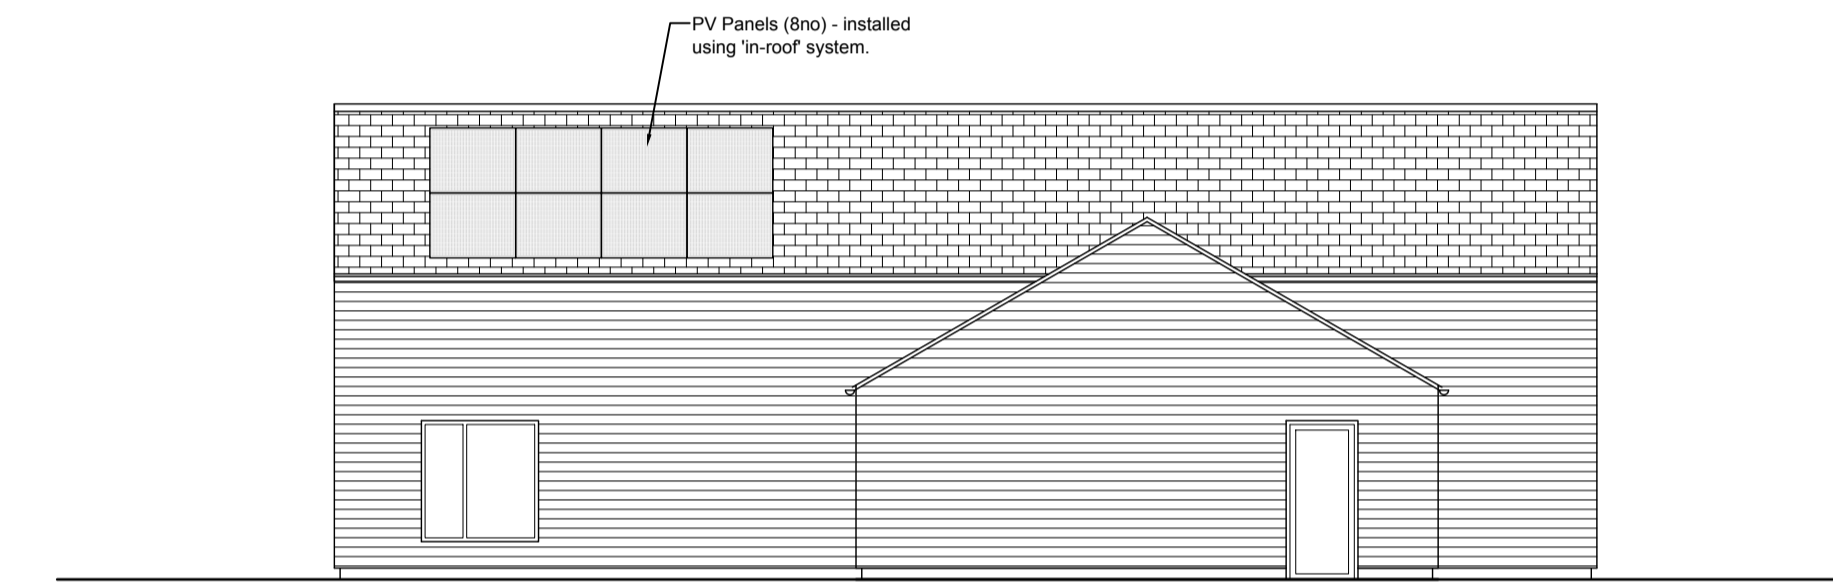 PV Panels (8no) - installed
using 'in-roof' system.